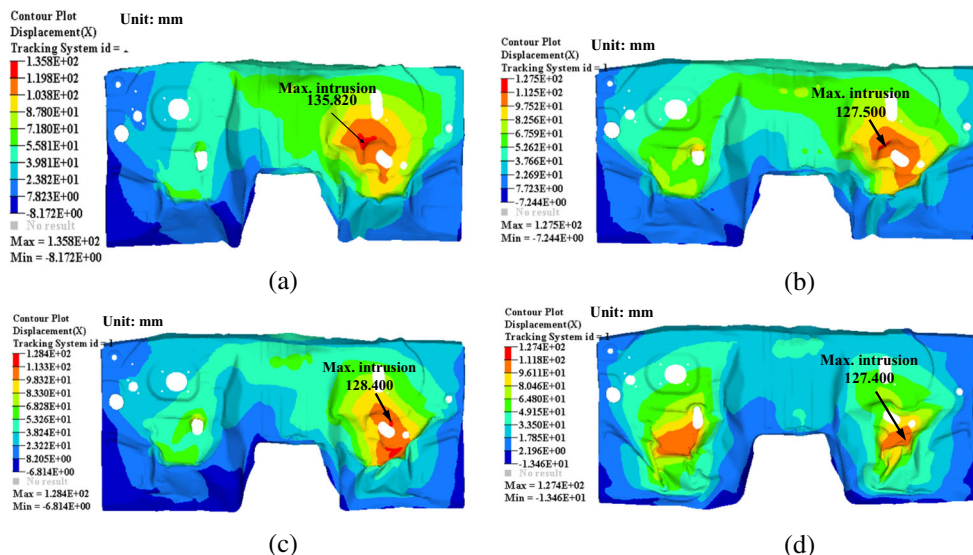 Contour Plot
Displacement(X)
Tracking System id =
Unit: mm
1.358E+02
1.198E+02
1.038E+02
8.780E+01
7.180E+01
5.581E+01
3.981E+01
2.382E+01
7.823E+00
-8.172E+00
No result
Max = 1.358E+02
Min = -8.172E+00
Max. intrusion
135.820
(a)
Contour Plot
Displacement(X)
Tracking System id = 1
Unit: mm
1.275E+02
1.125E+02
9.752E+01
8.256E+01
6.759E+01
5.262E+01
3.766E+01
2.269E+01
7.723E+00
-7.244E+00
No result
Max = 1.275E+02
Min = -7.244E+00
Max. intrusion
127.500
(b)
Contour Plot
Displacement(X)
Tracking System id = 1
Unit: mm
1.284E+02
1.133E+02
9.832E+01
8.330E+01
6.828E+01
5.326E+01
3.824E+01
2.322E+01
8.205E+00
-6.814E+00
No result
Max = 1.284E+02
Min = -6.814E+00
Max. intrusion
128.400
(c)
Contour Plot
Displacement(X)
Tracking System id = 1
Unit: mm
1.274E+02
1.118E+02
9.611E+01
8.046E+01
6.480E+01
4.915E+01
3.350E+01
1.785E+01
2.196E+00
-1.346E+01
No result
Max = 1.274E+02
Min = -1.346E+01
Max. intrusion
127.400
(d)